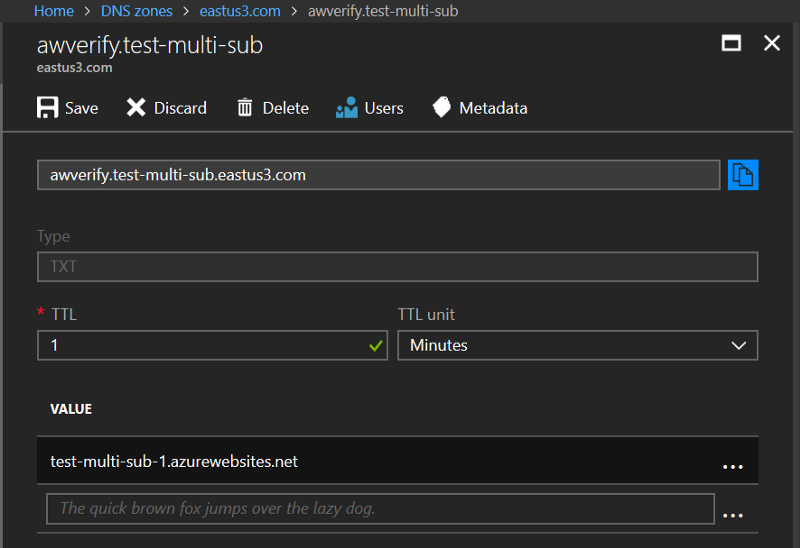 Home > DNS zones > eastus3.com > awverify.test-multi-sub
awverify.test-multi-sub
eastus3.com
Save Discard Delete Users Metadata
awverify.test-multi-sub.eastus3.com
Type
TXT
* TTL TTL unit
1 Minutes
VALUE
test-multi-sub-1.azurewebsites.net ...
The quick brown fox jumps over the lazy dog. ...